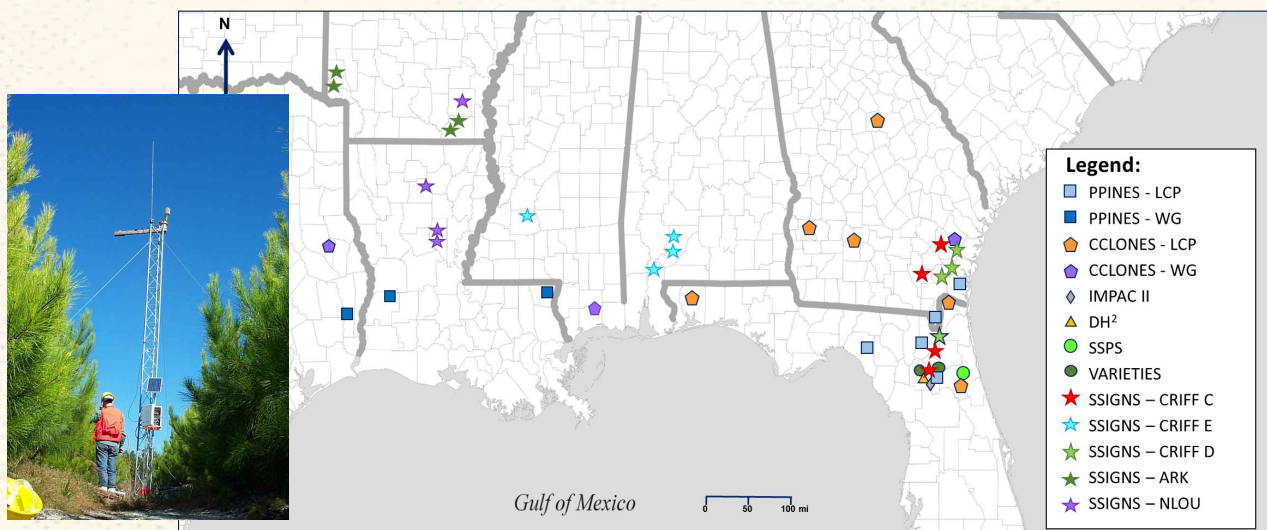 N
Legend:
PPINES - LCP
PPINES - WG
CCLONES - LCP
CCLONES - WG
IMPAC II
DH²
SSPS
VARIETIES
SSIGNS – CRIFF C
SSIGNS – CRIFF E
SSIGNS – CRIFF D
SSIGNS – ARK
SSIGNS – NLOU
Gulf of Mexico
0 50 100 mi